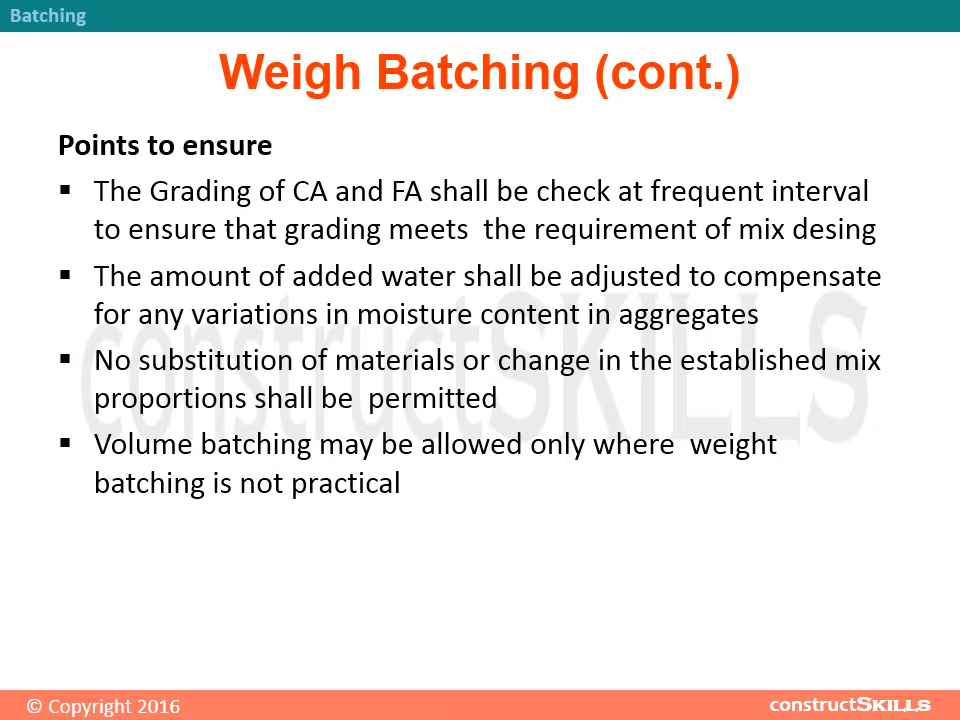 Batching
Weigh Batching (cont.)
Points to ensure
▪ The Grading of CA and FA shall be check at frequent interval
to ensure that grading meets  the requirement of mix desing
▪ The amount of added water shall be adjusted to compensate
for any variations in moisture content in aggregates
▪ No substitution of materials or change in the established mix
proportions shall be  permitted
▪ Volume batching may be allowed only where  weight
batching is not practical
constructSKILLS
© Copyright 2016
constructSKILLS